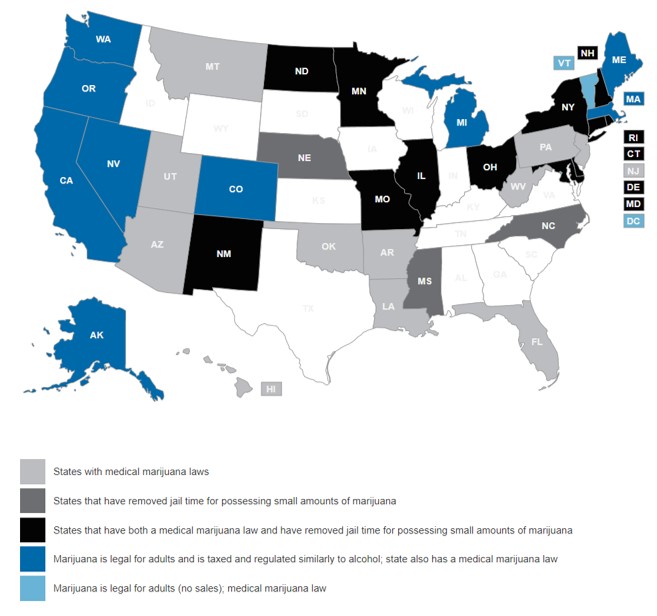 WA
MT
ND
MN
OR
ID
WY
SD
WI
MI
NH
VT
ME
MA
NY
RI
CT
NJ
DE
MD
DC
CA
NV
UT
CO
NE
IA
IL
IN
OH
PA
WV
VA
KS
MO
KY
NC
TN
SC
AZ
NM
OK
AR
MS
AL
GA
TX
LA
FL
AK
HI
States with medical marijuana laws
States that have removed jail time for possessing small amounts of marijuana
States that have both a medical marijuana law and have removed jail time for possessing small amounts of marijuana
Marijuana is legal for adults and is taxed and regulated similarly to alcohol; state also has a medical marijuana law
Marijuana is legal for adults (no sales); medical marijuana law